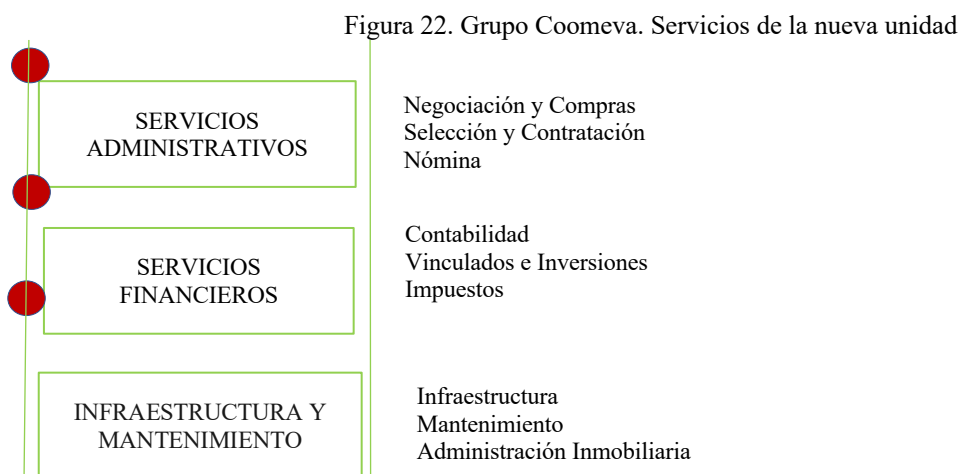 Figura 22. Grupo Coomeva. Servicios de la nueva unidad
SERVICIOS
ADMINISTRATIVOS
Negociación y Compras
Selección y Contratación
Nómina
SERVICIOS
FINANCIEROS
Contabilidad
Vinculados e Inversiones
Impuestos
INFRAESTRUCTURA Y
MANTENIMIENTO
Infraestructura
Mantenimiento
Administración Inmobiliaria